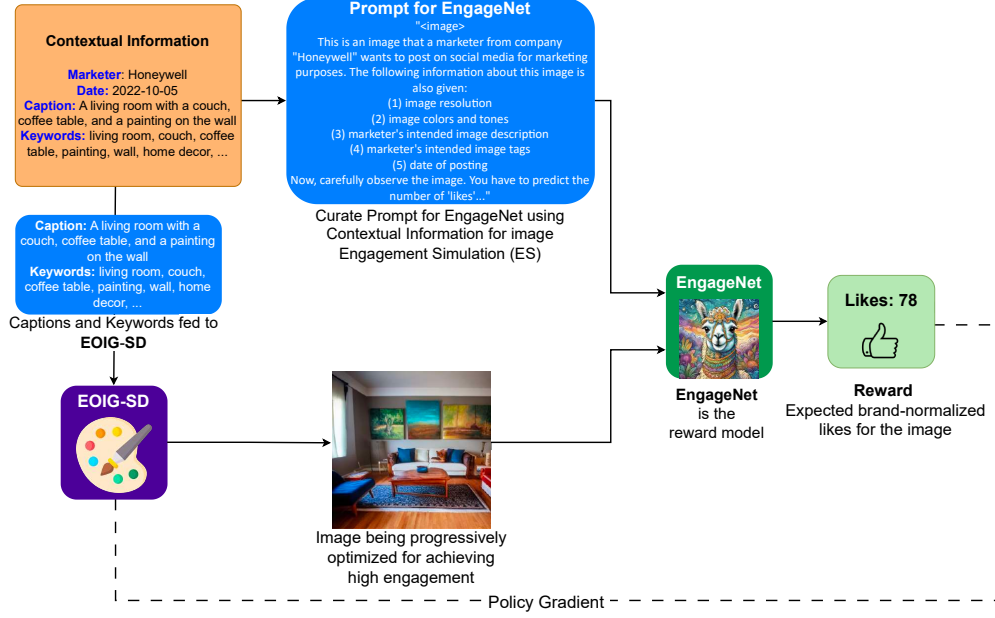 Contextual Information
Marketer: Honeywell
Date: 2022-10-05
Caption: A living room with a couch,
coffee table, and a painting on the wall
Keywords: living room, couch, coffee
table, painting, wall, home decor, ...
Prompt for EngageNet
"<image>
This is an image that a marketer from company
"Honeywell" wants to post on social media for marketing
purposes. The following information about this image is
also given:
(1) image resolution
(2) image colors and tones
(3) marketer's intended image description
(4) marketer's intended image tags
(5) date of posting
Now, carefully observe the image. You have to predict the
number of 'likes'..."
Curate Prompt for EngageNet using
Contextual Information for image
Engagement Simulation (ES)
Caption: A living room with a
couch, coffee table, and a painting
on the wall
Keywords: living room, couch,
coffee table, painting, wall, home
decor, ...
Captions and Keywords fed to
EOIG-SD
EOIG-SD
Image being progressively
optimized for achieving
high engagement
EngageNet
EngageNet
is the
reward model
Likes: 78
Reward
Expected brand-normalized
likes for the image
Policy Gradient